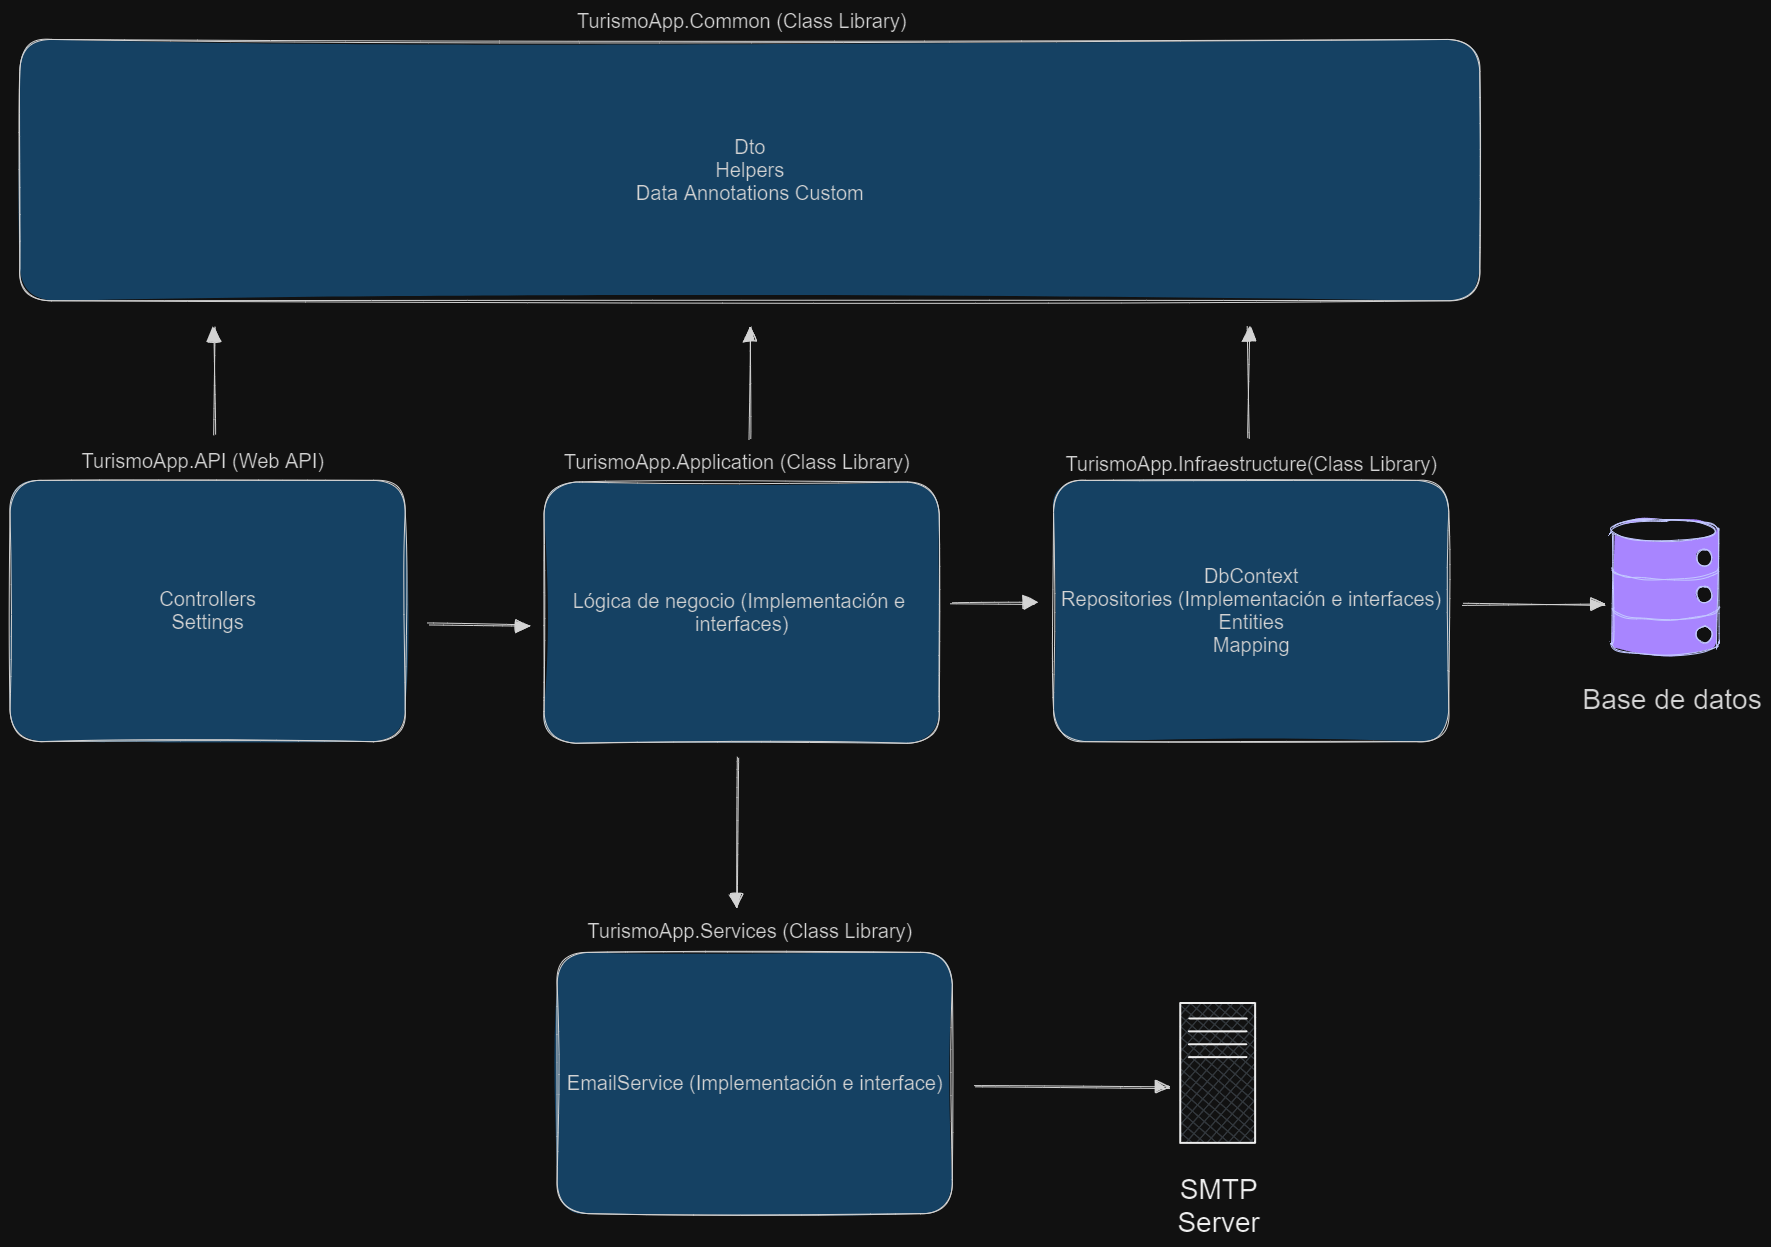 TurismoApp.Common (Class Library)
Dto
Helpers
Data Annotations Custom
TurismoApp.API (Web API)
TurismoApp.Application (Class Library)
TurismoApp.Infraestructure(Class Library)
Controllers
Settings
Lógica de negocio (Implementación e
interfaces)
DbContext
Repositories (Implementación e interfaces)
Entities
Mapping
Base de datos
TurismoApp.Services (Class Library)
EmailService (Implementación e interface)
SMTP
Server